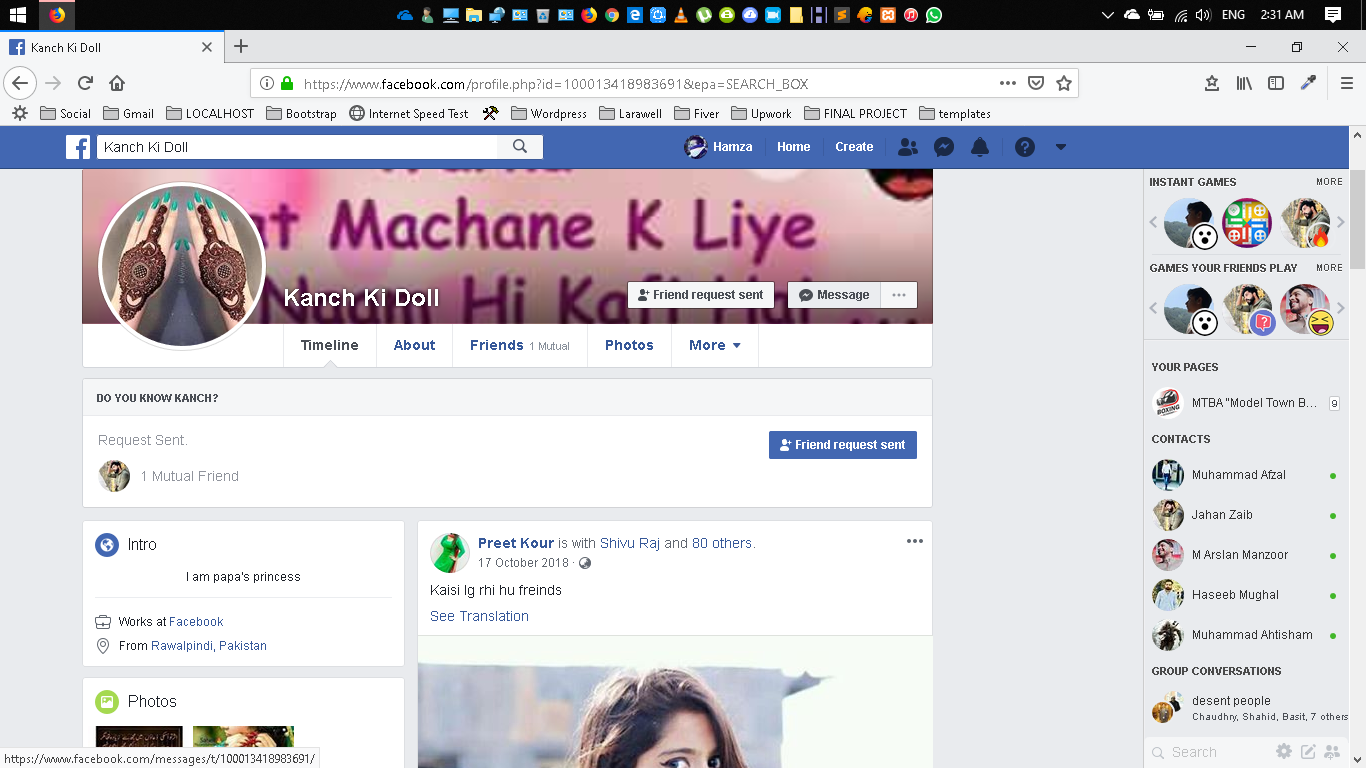 ENG
2:31 AM
Kanch Ki Doll
https://www.facebook.com/profile.php?id=100013418983691&epa=SEARCH_BOX
Social
Gmail
LOCALHOST
Bootstrap
Internet Speed Test
Wordpress
Larawell
Fiver
Upwork
FINAL PROJECT
templates
Kanch Ki Doll
Hamza
Home
Create
at Machane K Liye
Naam Hi Kafi Hai ...
Kanch Ki Doll
Friend request sent
Message
Timeline
About
Friends 1 Mutual
Photos
More
DO YOU KNOW KANCH?
Request Sent.
Friend request sent
1 Mutual Friend
Intro
I am papa's princess
Works at Facebook
From Rawalpindi, Pakistan
Photos
Preet Kour is with Shivu Raj and 80 others.
17 October 2018 ·
Kaisi lg rhi hu freinds
See Translation
INSTANT GAMES
MORE
GAMES YOUR FRIENDS PLAY
MORE
YOUR PAGES
MTBA "Model Town B...
9
CONTACTS
Muhammad Afzal
Jahan Zaib
M Arslan Manzoor
Haseeb Mughal
Muhammad Ahtisham
GROUP CONVERSATIONS
desent people
Chaudhry, Shahid, Basit, 7 others
Search
https://www.facebook.com/messages/t/100013418983691/